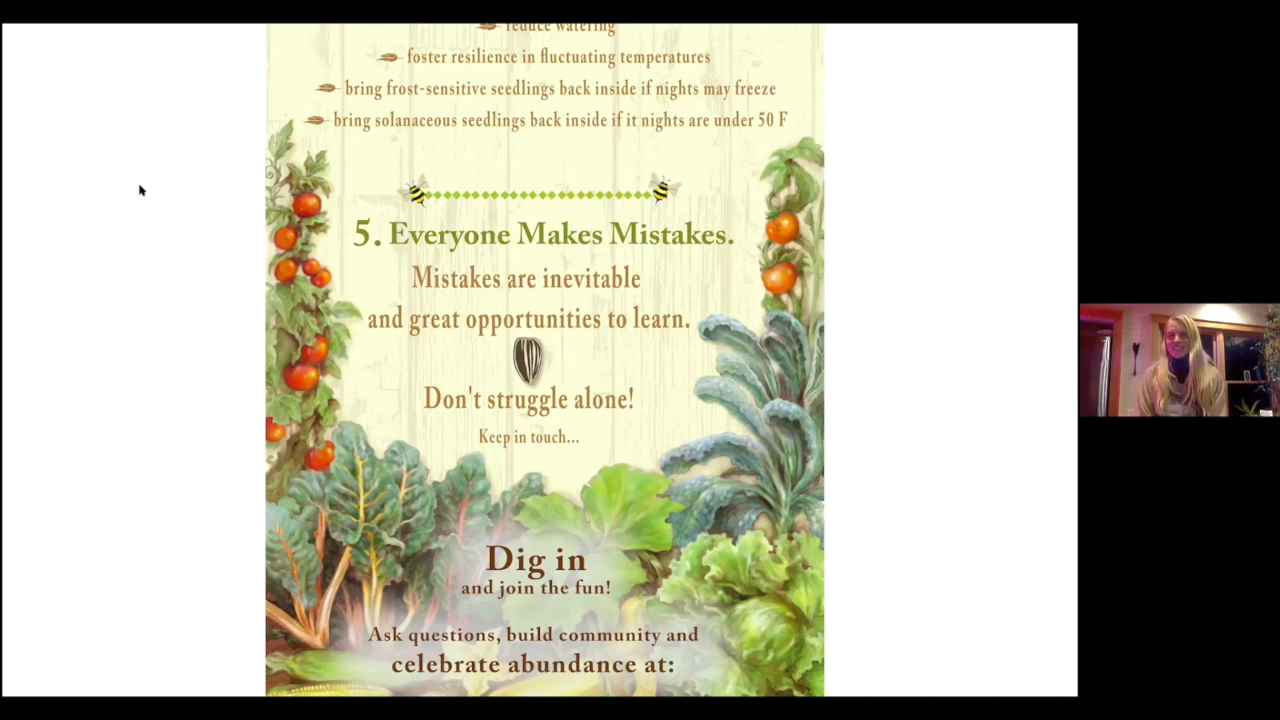 reduce watering
foster resilience in fluctuating temperatures
bring frost-sensitive seedlings back inside if nights may freeze
bring solanaceous seedlings back inside if it nights are under 50 F
5. Everyone Makes Mistakes.
Mistakes are inevitable
and great opportunities to learn.
Don't struggle alone!
Keep in touch...
Dig in
and join the fun!
Ask questions, build community and
celebrate abundance at: